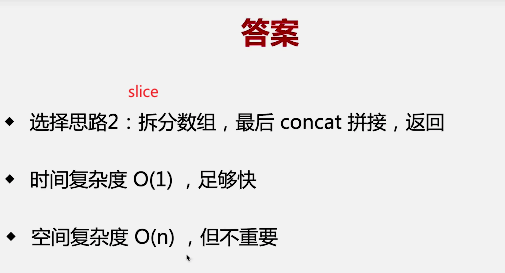 答案
slice
选择思路2：拆分数组，最后 concat 拼接，返回
时间复杂度 O(1) ，足够快
空间复杂度 O(n) ，但不重要